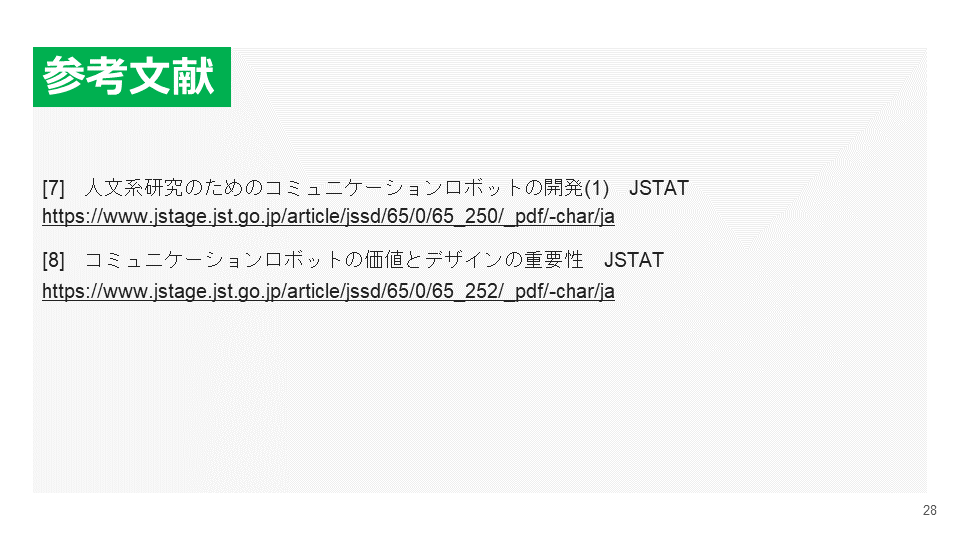 参考文献
[7]　人文系研究のためのコミュニケーションロボットの開発(1)　JSTAT
https://www.jstage.jst.go.jp/article/jssd/65/0/65_250/_pdf/-char/ja
[8]　コミュニケーションロボットの価値とデザインの重要性　JSTAT
https://www.jstage.jst.go.jp/article/jssd/65/0/65_252/_pdf/-char/ja
28